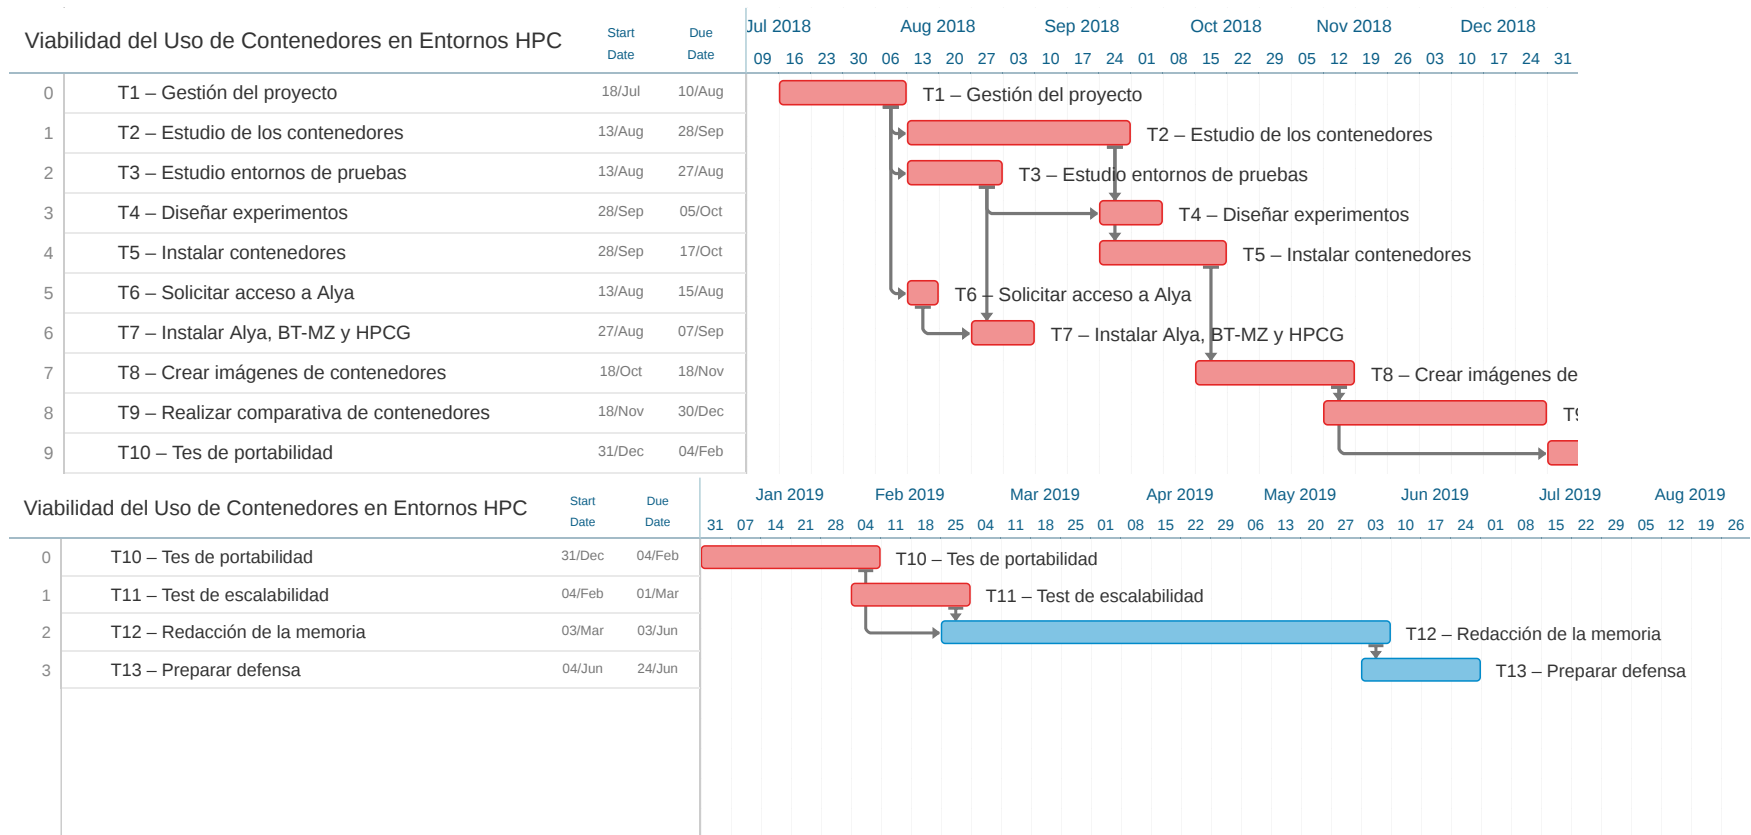 Viabilidad del Uso de Contenedores en Entornos HPC
Start Date
Due Date
Jul 2018 Aug 2018 Sep 2018 Oct 2018 Nov 2018 Dec 2018
09 16 23 30 06 13 20 27 03 10 17 24 01 08 15 22 29 05 12 19 26 03 10 17 24 31
0 T1 – Gestión del proyecto 18/Jul 10/Aug T1 – Gestión del proyecto
1 T2 – Estudio de los contenedores 13/Aug 28/Sep T2 – Estudio de los contenedores
2 T3 – Estudio entornos de pruebas 13/Aug 27/Aug T3 – Estudio entornos de pruebas
3 T4 – Diseñar experimentos 28/Sep 05/Oct T4 – Diseñar experimentos
4 T5 – Instalar contenedores 28/Sep 17/Oct T5 – Instalar contenedores
5 T6 – Solicitar acceso a Alya 13/Aug 15/Aug T6 – Solicitar acceso a Alya
6 T7 – Instalar Alya, BT-MZ y HPCG 27/Aug 07/Sep T7 – Instalar Alya, BT-MZ y HPCG
7 T8 – Crear imágenes de contenedores 18/Oct 18/Nov T8 – Crear imágenes de
8 T9 – Realizar comparativa de contenedores 18/Nov 30/Dec
9 T10 – Tes de portabilidad 31/Dec 04/Feb
Viabilidad del Uso de Contenedores en Entornos HPC
Start Date
Due Date
Jan 2019 Feb 2019 Mar 2019 Apr 2019 May 2019 Jun 2019 Jul 2019 Aug 2019
31 07 14 21 28 04 11 18 25 04 11 18 25 01 08 15 22 29 06 13 20 27 03 10 17 24 01 08 15 22 29 05 12 19 26
0 T10 – Tes de portabilidad 31/Dec 04/Feb T10 – Tes de portabilidad
1 T11 – Test de escalabilidad 04/Feb 01/Mar T11 – Test de escalabilidad
2 T12 – Redacción de la memoria 03/Mar 03/Jun T12 – Redacción de la memoria
3 T13 – Preparar defensa 04/Jun 24/Jun T13 – Preparar defensa